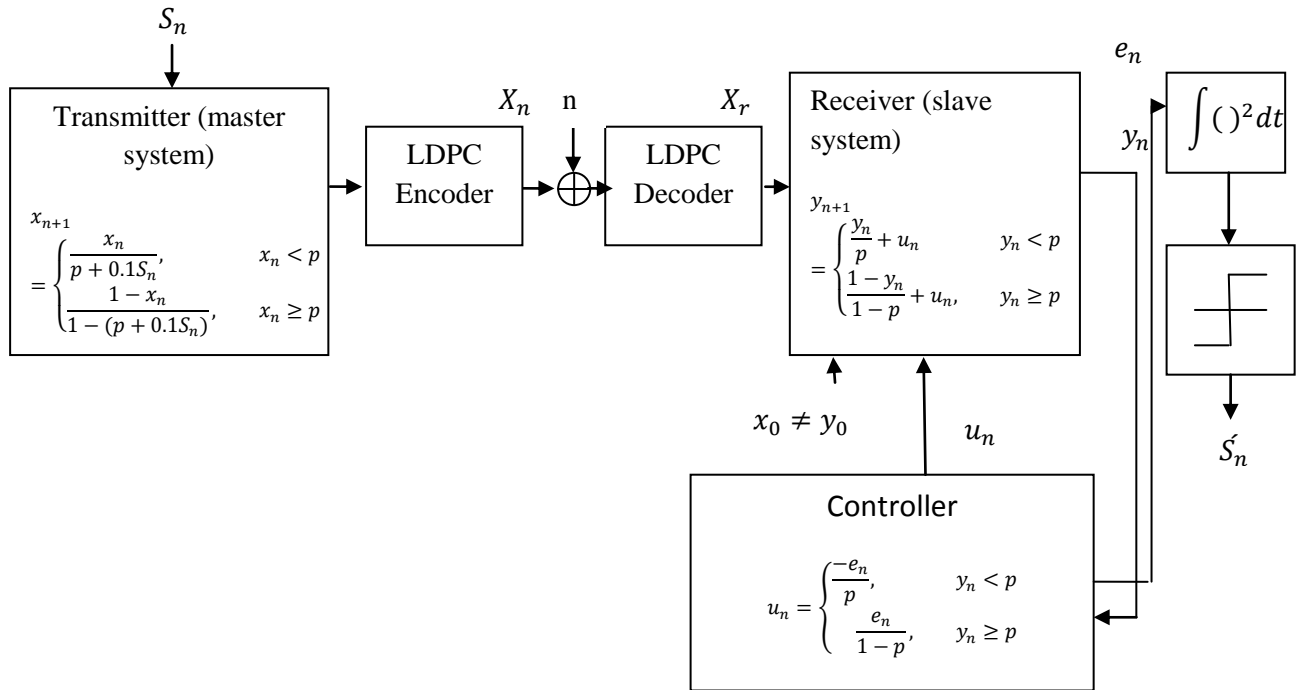 S_n
Transmitter (master
system)
x_{n+1}
= { x_n / (p + 0.1S_n), x_n < p
(1 − x_n) / (1 − (p + 0.1S_n)), x_n ≥ p
LDPC
Encoder
X_n
n
LDPC
Decoder
X_r
Receiver (slave
system)
y_{n+1}
= { y_n / p + u_n y_n < p
(1 − y_n) / (1 − p) + u_n, y_n ≥ p
e_n
y_n
∫( )² dt
Ś_n
x_0 ≠ y_0
u_n
Controller
u_n = { −e_n / p, y_n < p
e_n / (1 − p), y_n ≥ p